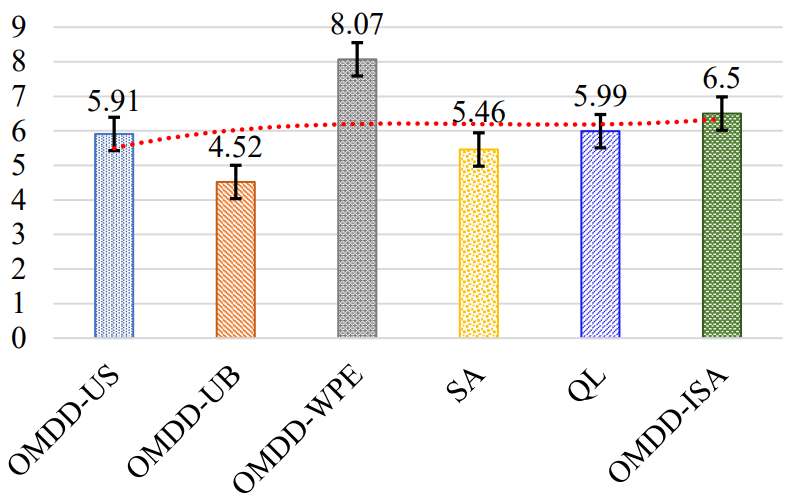 9
8
7
6
5
4
3
2
1
0
5.91
4.52
8.07
5.46
5.99
6.5
OMDD-US
OMDD-UB
OMDD-WPE
SA
QL
OMDD-ISA